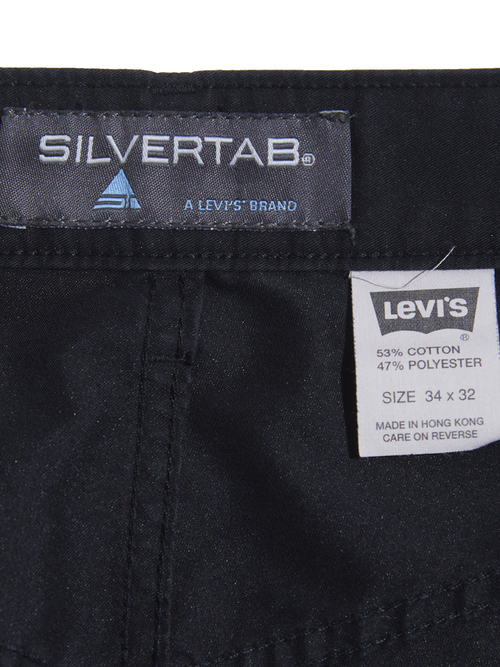 SILVERTAB®
A LEVI'S® BRAND
LEVI'S
®
53% COTTON
47% POLYESTER
SIZE 34 x 32
MADE IN HONG KONG
CARE ON REVERSE